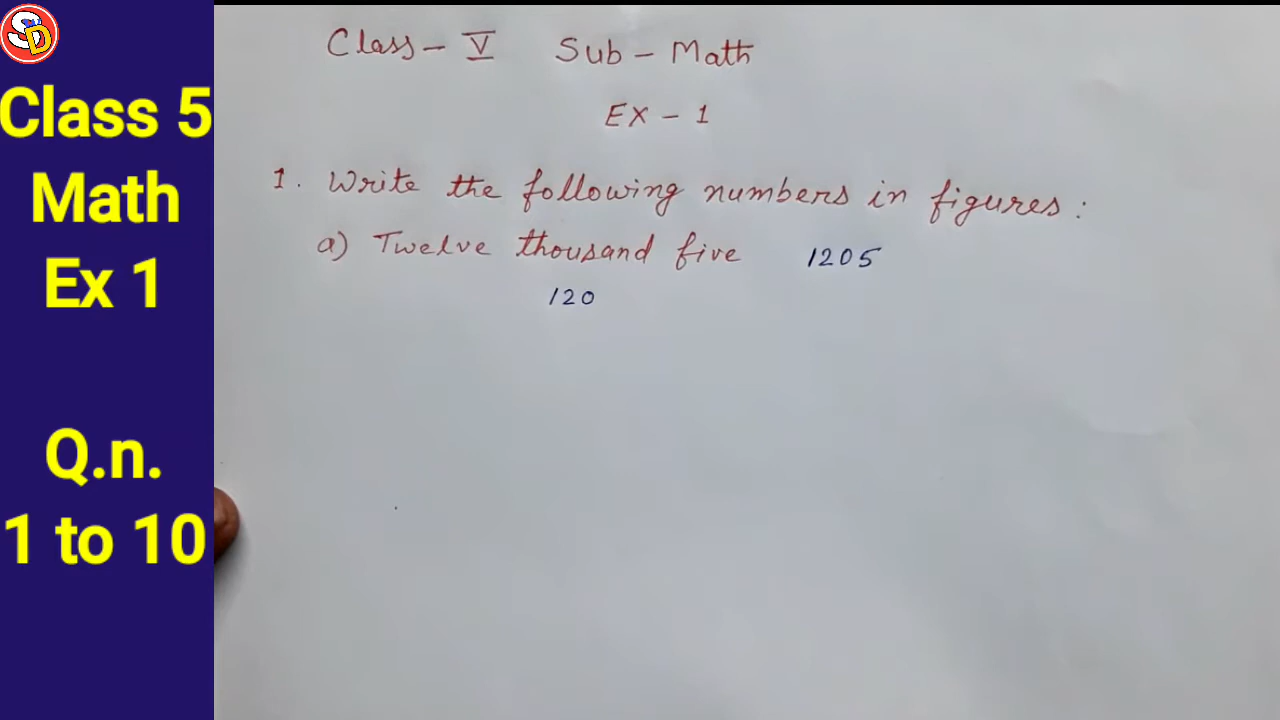 SD
Class 5
Math
Ex 1
Q.n.
1 to 10
Class - V Sub - Math
EX - 1
1. Write the following numbers in figures :
a) Twelve thousand five 1205
120